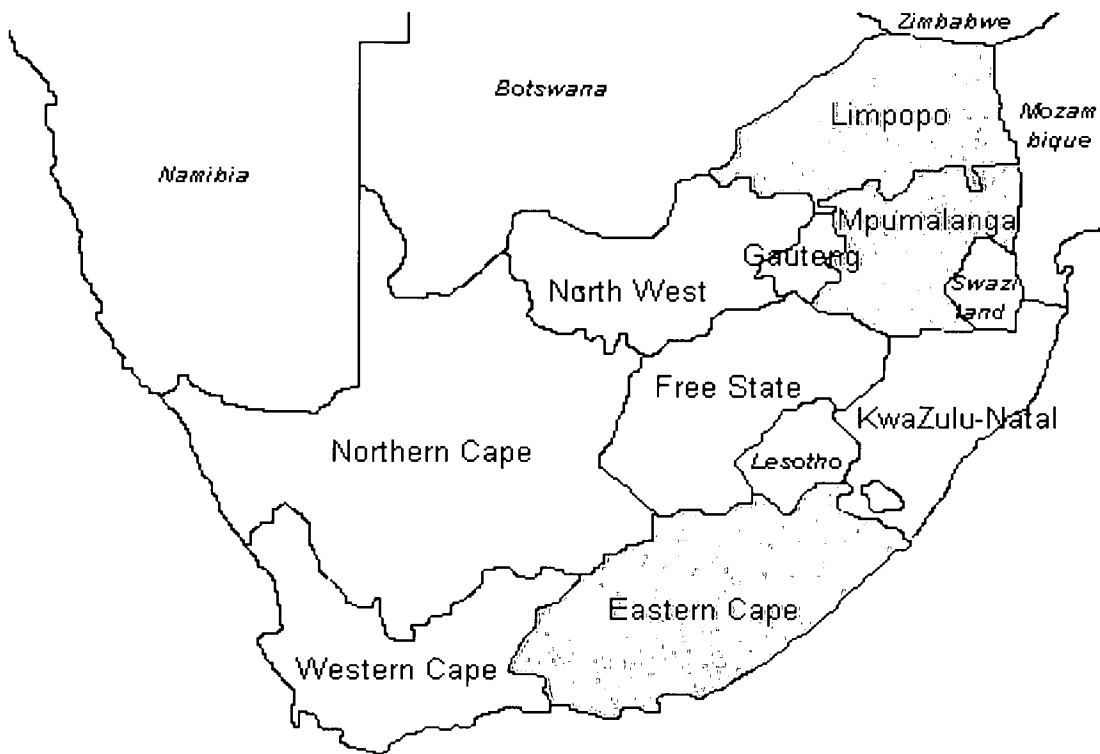 Zimbabwe
Botswana
Limpopo
Mozam
bique
Namibia
Mpumalanga
Gauteng
North West
Swazi
land
Free State
KwaZulu-Natal
Northern Cape
Lesotho
Eastern Cape
Western Cape